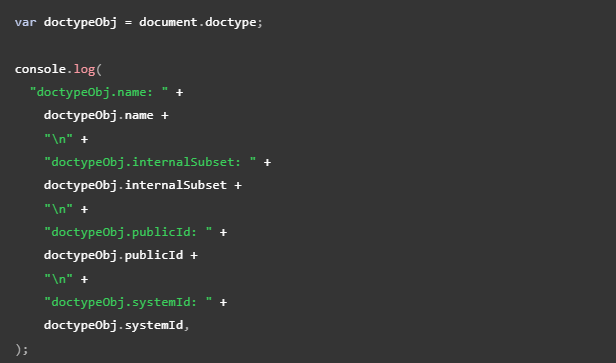 var doctypeObj = document.doctype;

console.log(
  "doctypeObj.name: " +
    doctypeObj.name +
    "\n" +
    "doctypeObj.internalSubset: " +
    doctypeObj.internalSubset +
    "\n" +
    "doctypeObj.publicId: " +
    doctypeObj.publicId +
    "\n" +
    "doctypeObj.systemId: " +
    doctypeObj.systemId,
);